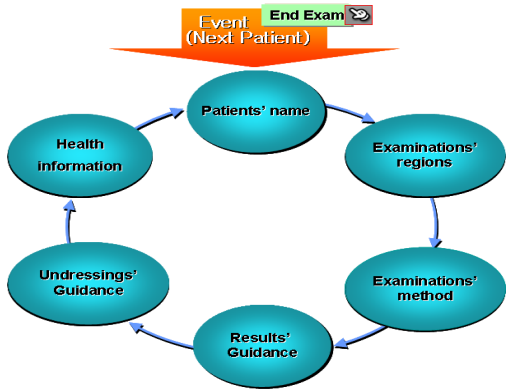 End Exam
Event
(Next Patient)
Patients’ name
Examinations’
regions
Examinations’
method
Results’
Guidance
Undressings’
Guidance
Health
information